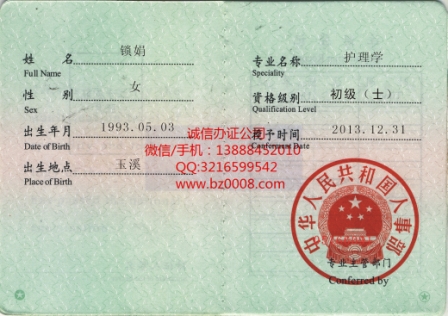 姓名 锁娟
Full Name
性别 女
Sex
出生年月 1993.05.03
Date of Birth
出生地点 玉溪
Place of Birth
专业名称 护理学
Speciality
资格级别 初级（士）
Qualification Level
授予时间 2013.12.31
Conferment Date
诚信办证公司
微信/手机：13888452010
QQ:3216599542
www.bz0008.com
中华人民共和国人事部
专业主管部门
Conferred by